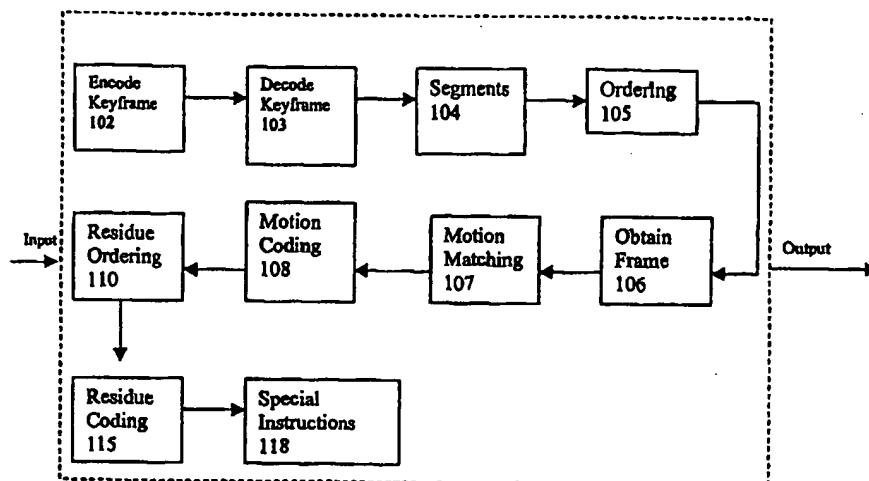 Encode
Keyframe
102
Decode
Keyframe
103
Segments
104
Ordering
105
Input
Residue
Ordering
110
Motion
Coding
108
Motion
Matching
107
Obtain
Frame
106
Output
Residue
Coding
115
Special
Instructions
118